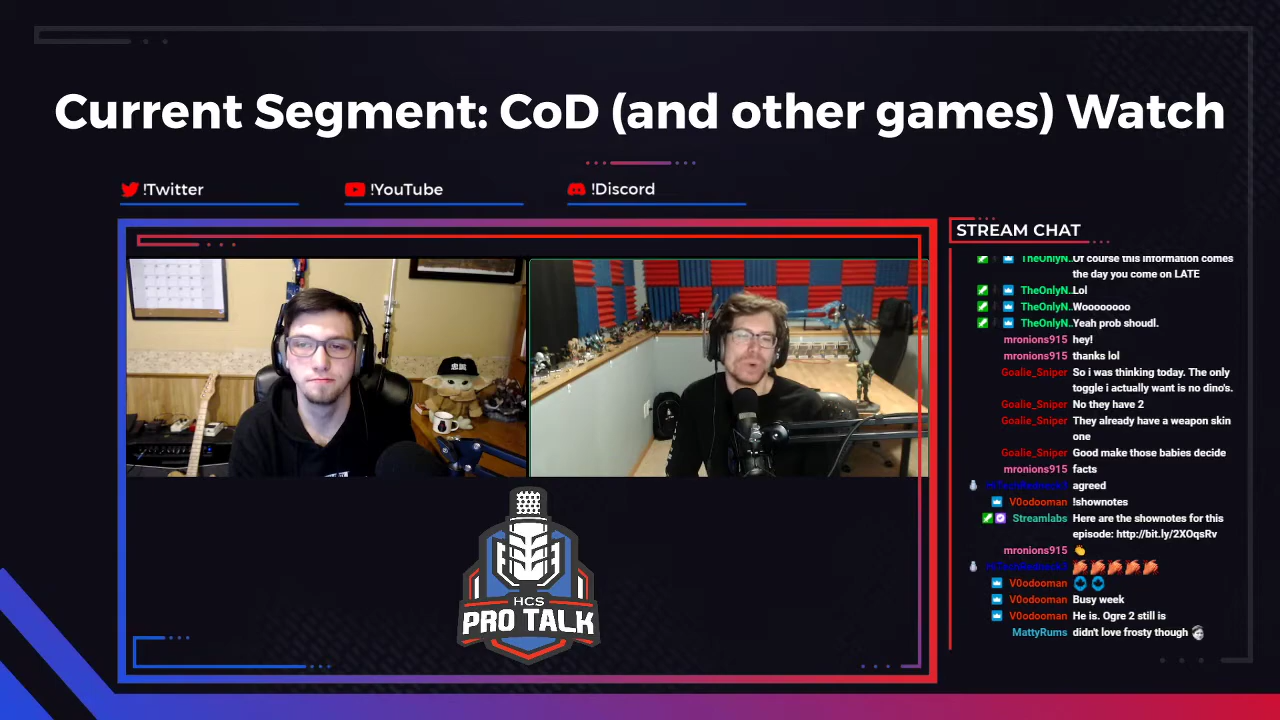 Current Segment: CoD (and other games) Watch
!Twitter
!YouTube
!Discord
STREAM CHAT
TheOnlyN.. Of course this information comes
the day you come on LATE
TheOnlyN.. Lol
TheOnlyN.. Woooooooo
TheOnlyN.. Yeah prob shoudl.
mronions915 hey!
mronions915 thanks lol
Goalie_Sniper So i was thinking today. The only
toggle i actually want is no dino's.
Goalie_Sniper No they have 2
Goalie_Sniper They already have a weapon skin
one
Goalie_Sniper Good make those babies decide
mronions915 facts
agreed
V0odooman !shownotes
Streamlabs Here are the shownotes for this
episode: http://bit.ly/2XOqsRv
mronions915
V0odooman
V0odooman Busy week
V0odooman He is. Ogre 2 still is
MattyRums didn't love frosty though
HCS
PRO TALK